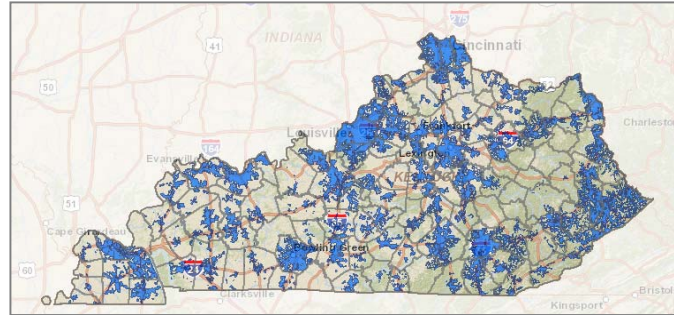 275
Cincinnati
INDIANA
41
50
Louisville
Frankfort
Charleston
164
Evansville
Lexington
KENTUCKY
51
Cape Girardeau
Bowling Green
60
Clarksville
Kingsport
Bristol